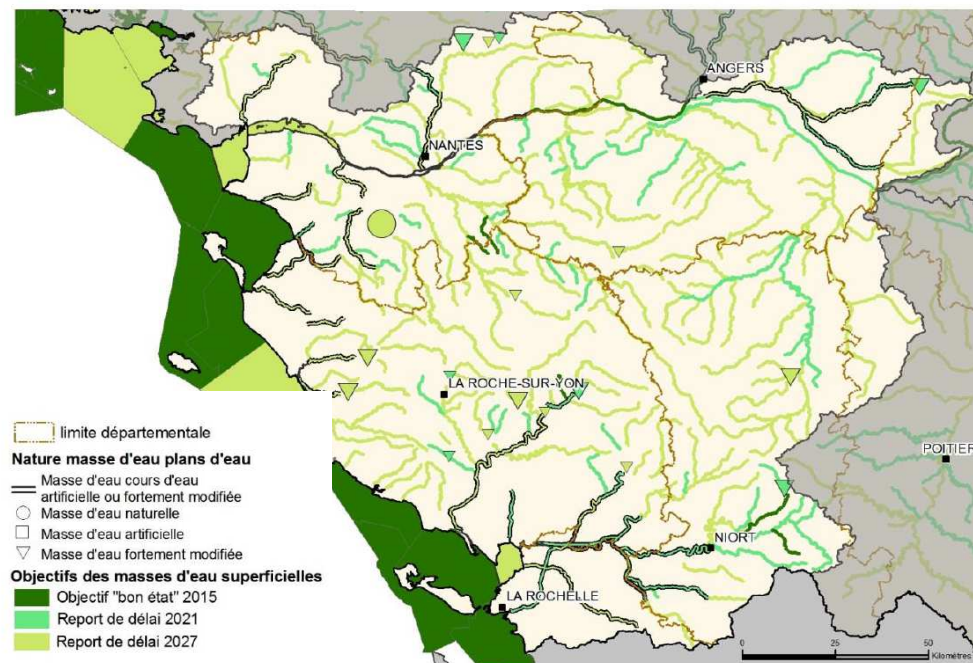 ANGERS
NANTES
LA ROCHE-SUR-YON
POITIER
NIORT
LA ROCHELLE
limite départementale
Nature masse d'eau plans d'eau
Masse d'eau cours d'eau
artificielle ou fortement modifiée
Masse d'eau naturelle
Masse d'eau artificielle
Masse d'eau fortement modifiée
Objectifs des masses d'eau superficielles
Objectif "bon état" 2015
Report de délai 2021
Report de délai 2027
0 25 50
Kilomètres